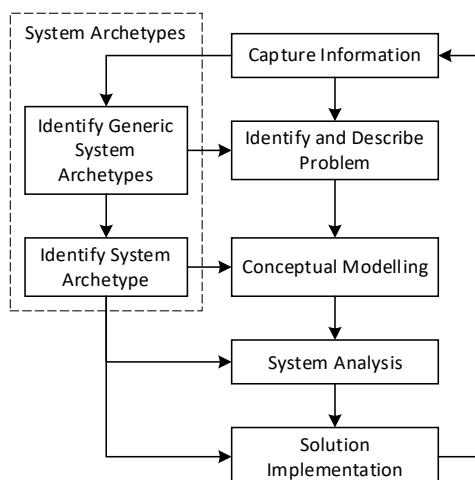 System Archetypes
Capture Information
Identify Generic
System
Archetypes
Identify and Describe
Problem
Identify System
Archetype
Conceptual Modelling
System Analysis
Solution
Implementation